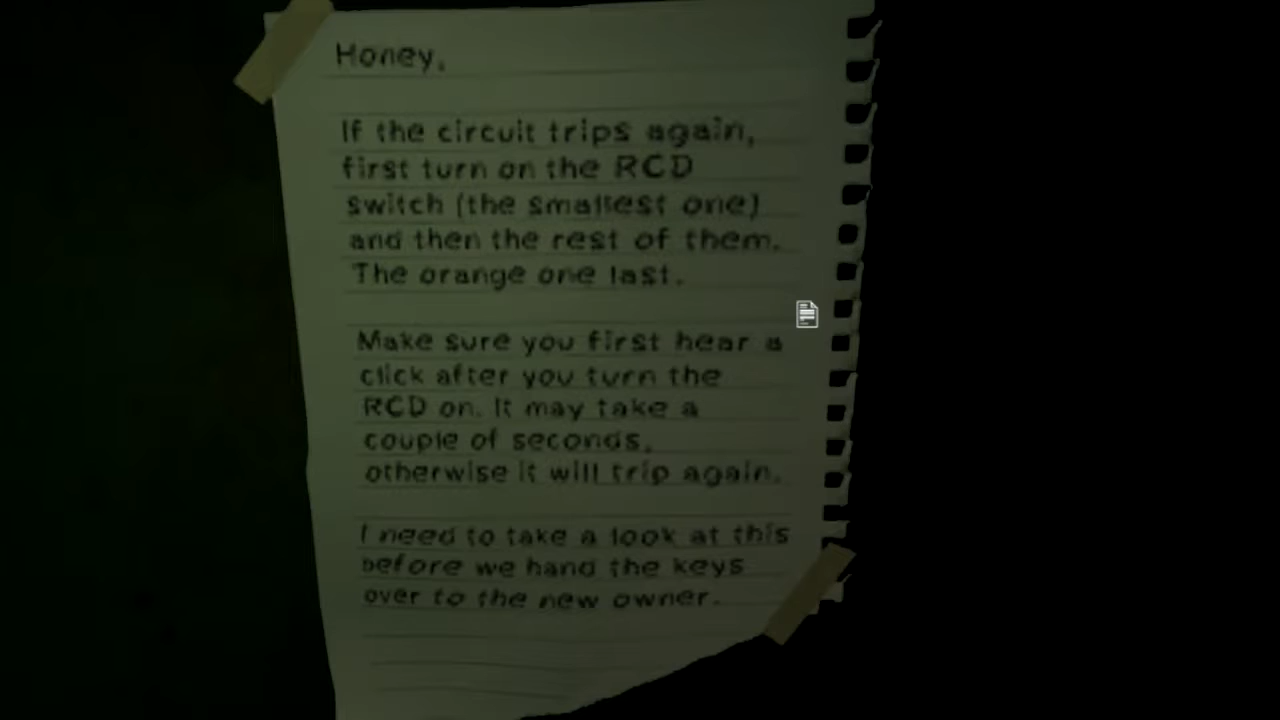 Honey,
If the circuit trips again,
first turn on the RCD
switch (the smallest one)
and then the rest of them.
The orange one last.
Make sure you first hear a
click after you turn the
RCD on. It may take a
couple of seconds,
otherwise it will trip again.
I need to take a look at this
before we hand the keys
over to the new owner.